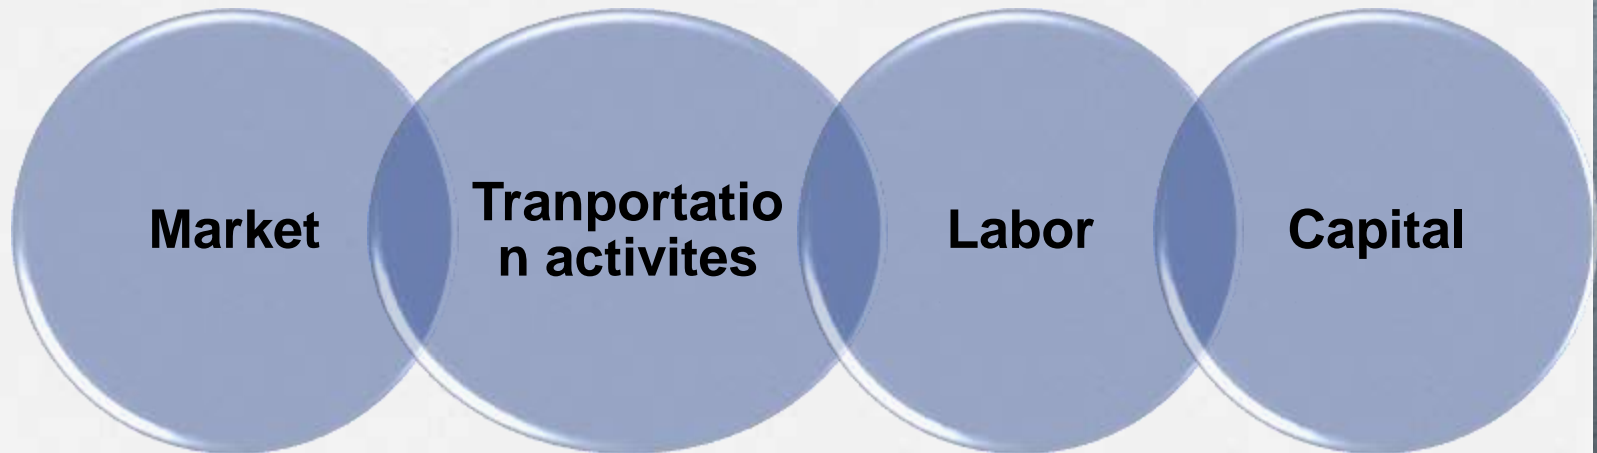 Market
Tranportatio
n activites
Labor
Capital